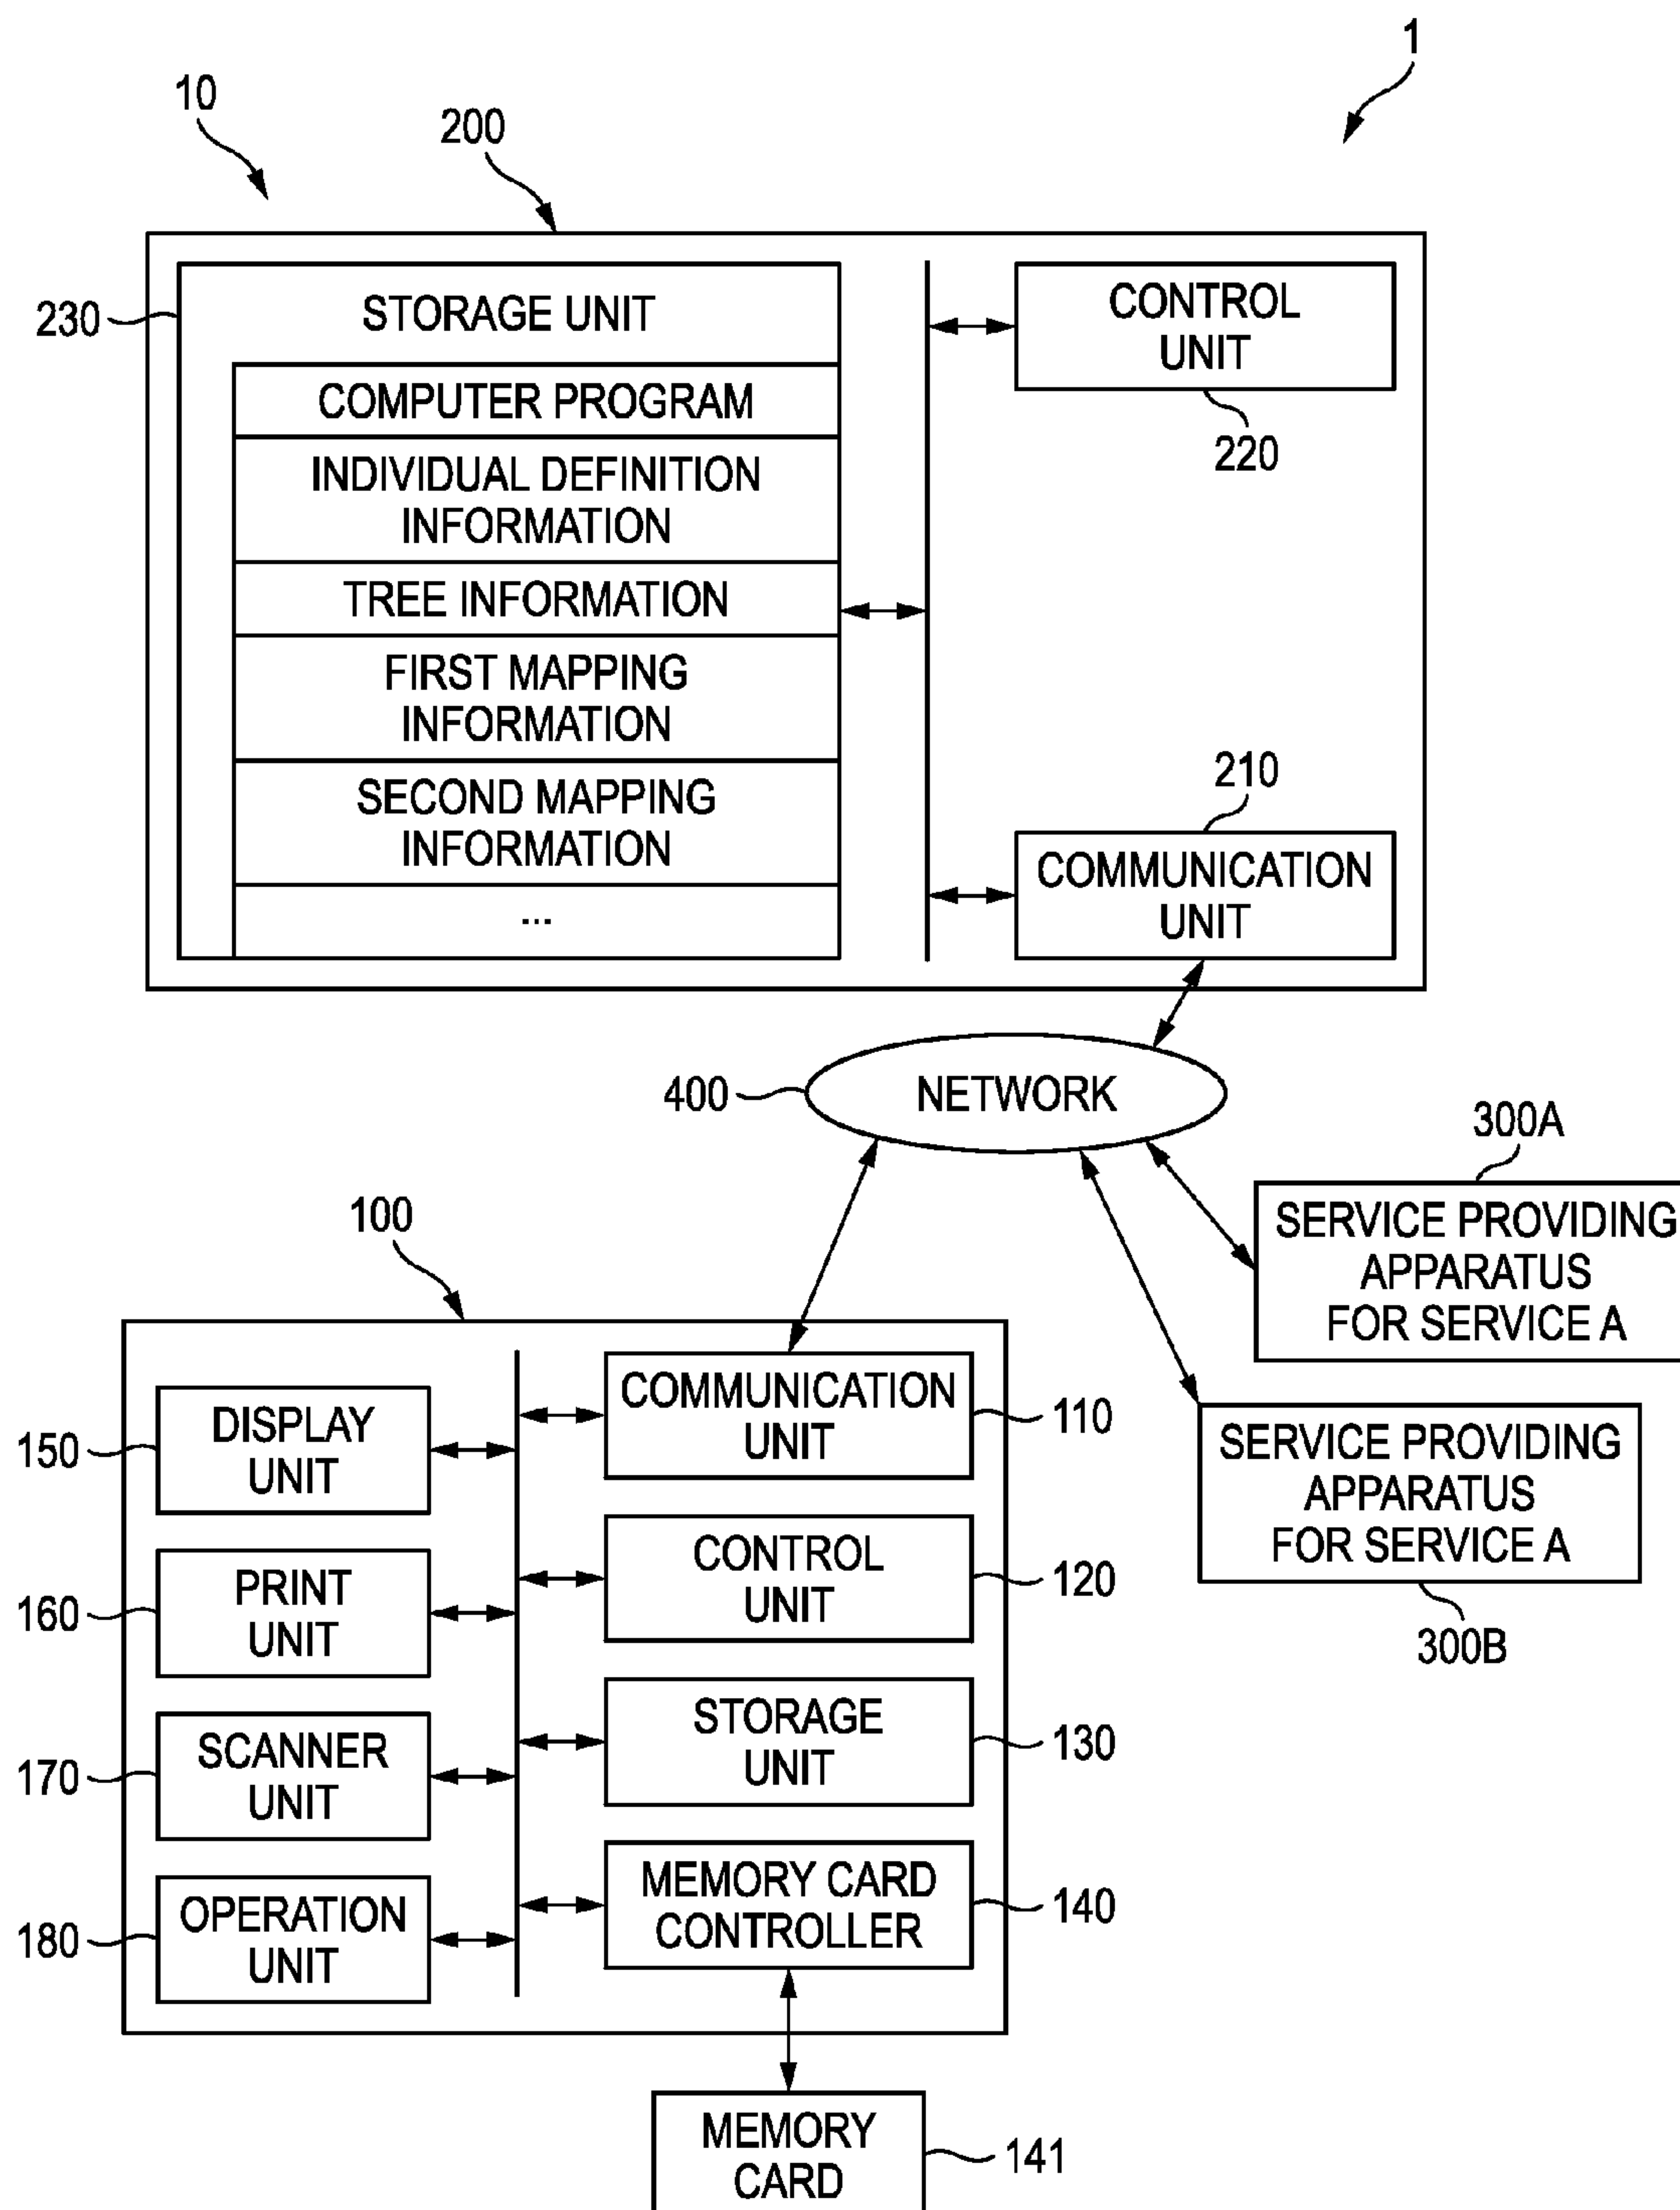 1
10
200
230
STORAGE UNIT
COMPUTER PROGRAM
INDIVIDUAL DEFINITION
INFORMATION
TREE INFORMATION
FIRST MAPPING
INFORMATION
SECOND MAPPING
INFORMATION
...
CONTROL
UNIT
220
210
COMMUNICATION
UNIT
400
NETWORK
300A
SERVICE PROVIDING
APPARATUS
FOR SERVICE A
SERVICE PROVIDING
APPARATUS
FOR SERVICE A
300B
100
150
DISPLAY
UNIT
160
PRINT
UNIT
170
SCANNER
UNIT
180
OPERATION
UNIT
COMMUNICATION
UNIT
110
CONTROL
UNIT
120
STORAGE
UNIT
130
MEMORY CARD
CONTROLLER
140
MEMORY
CARD
141